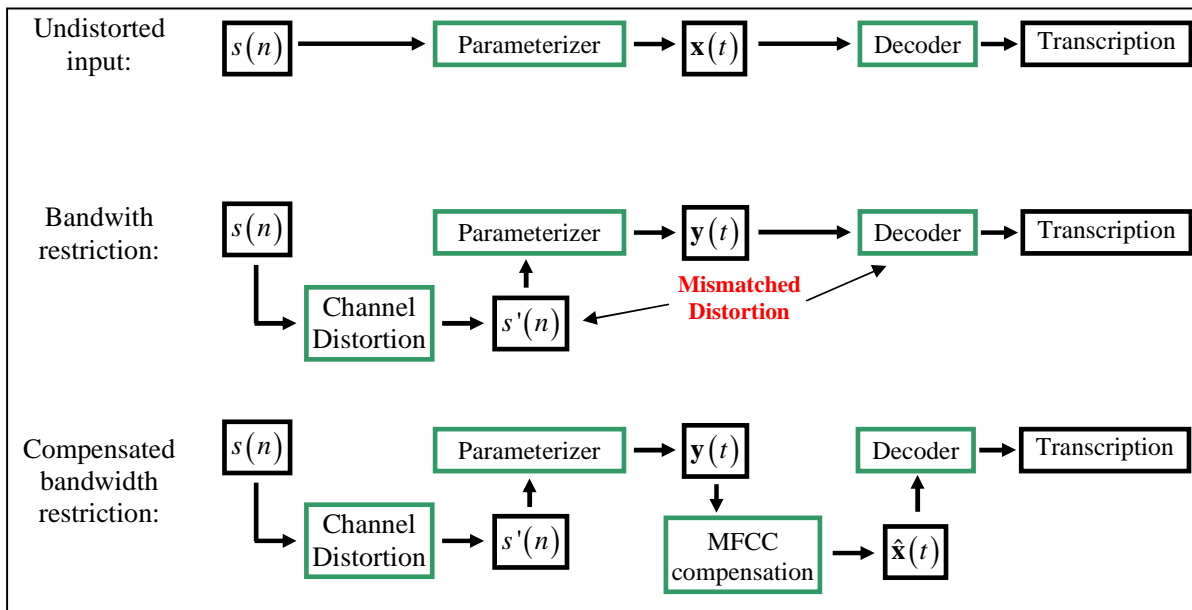 Undistorted
input:
s(n)
Parameterizer
x(t)
Decoder
Transcription
Bandwith
restriction:
s(n)
Parameterizer
y(t)
Decoder
Transcription
Mismatched
Distortion
Channel
Distortion
s'(n)
Compensated
bandwidth
restriction:
s(n)
Parameterizer
y(t)
Decoder
Transcription
Channel
Distortion
s'(n)
MFCC
compensation
x̂(t)